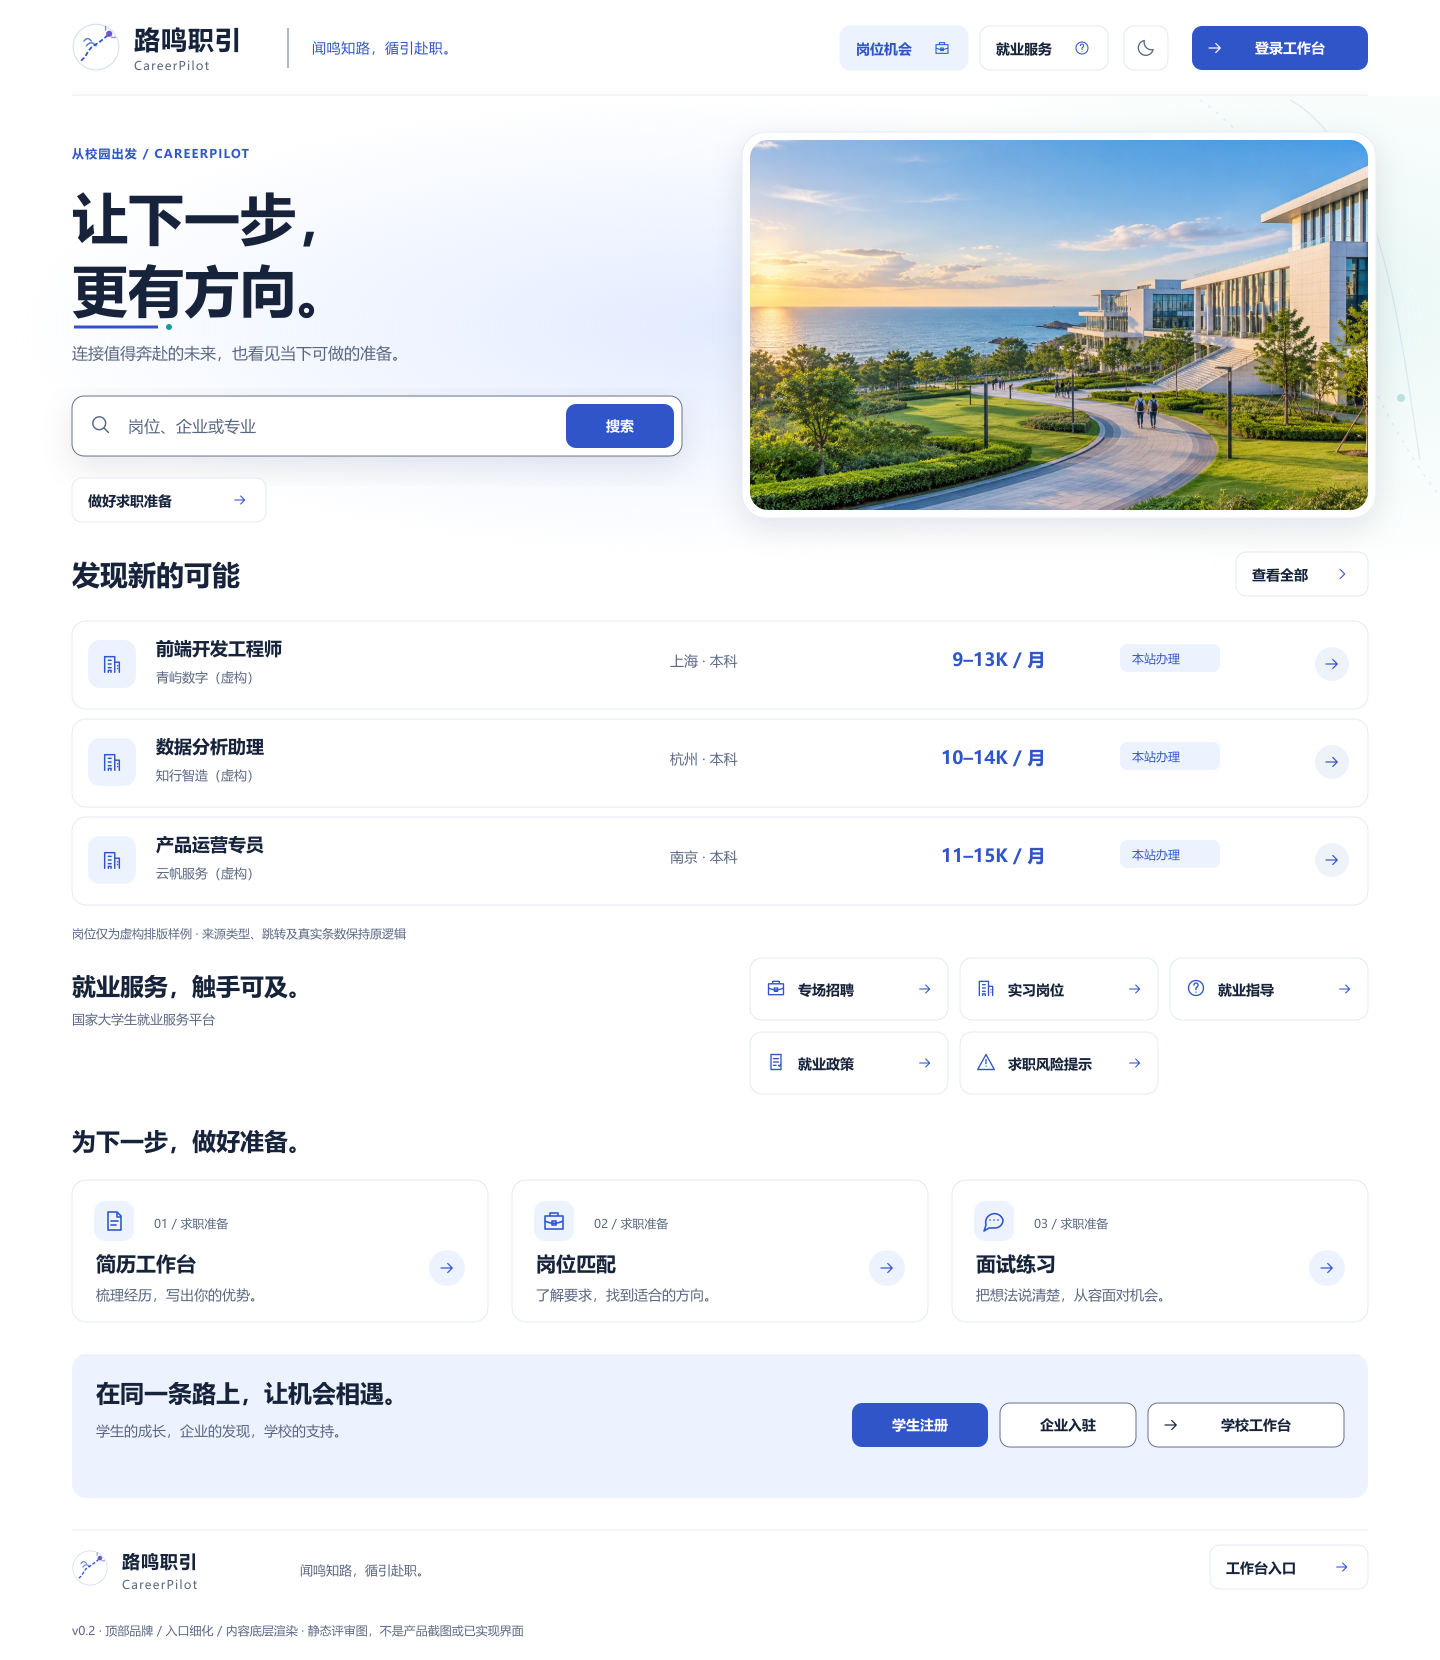 路鸣职引
CareerPilot
闻鸣知路，循引赴职。
岗位机会
就业服务
登录工作台
从校园出发 / CAREERPILOT
让下一步，
更有方向。
连接值得奔赴的未来，也看见当下可做的准备。
岗位、企业或专业
搜索
做好求职准备
发现新的可能
查看全部
前端开发工程师
青屿数字（虚构）
上海 · 本科
9–13K / 月
本站办理
数据分析助理
知行智造（虚构）
杭州 · 本科
10–14K / 月
本站办理
产品运营专员
云帆服务（虚构）
南京 · 本科
11–15K / 月
本站办理
岗位仅为虚构排版样例 · 来源类型、跳转及真实条数保持原逻辑
就业服务，触手可及。
国家大学生就业服务平台
专场招聘
实习岗位
就业指导
就业政策
求职风险提示
为下一步，做好准备。
01 / 求职准备
简历工作台
梳理经历，写出你的优势。
02 / 求职准备
岗位匹配
了解要求，找到适合的方向。
03 / 求职准备
面试练习
把想法说清楚，从容面对机会。
在同一条路上，让机会相遇。
学生的成长，企业的发现，学校的支持。
学生注册
企业入驻
学校工作台
路鸣职引
CareerPilot
闻鸣知路，循引赴职。
工作台入口
v0.2 · 顶部品牌 / 入口细化 / 内容底层渲染 · 静态评审图，不是产品截图或已实现界面